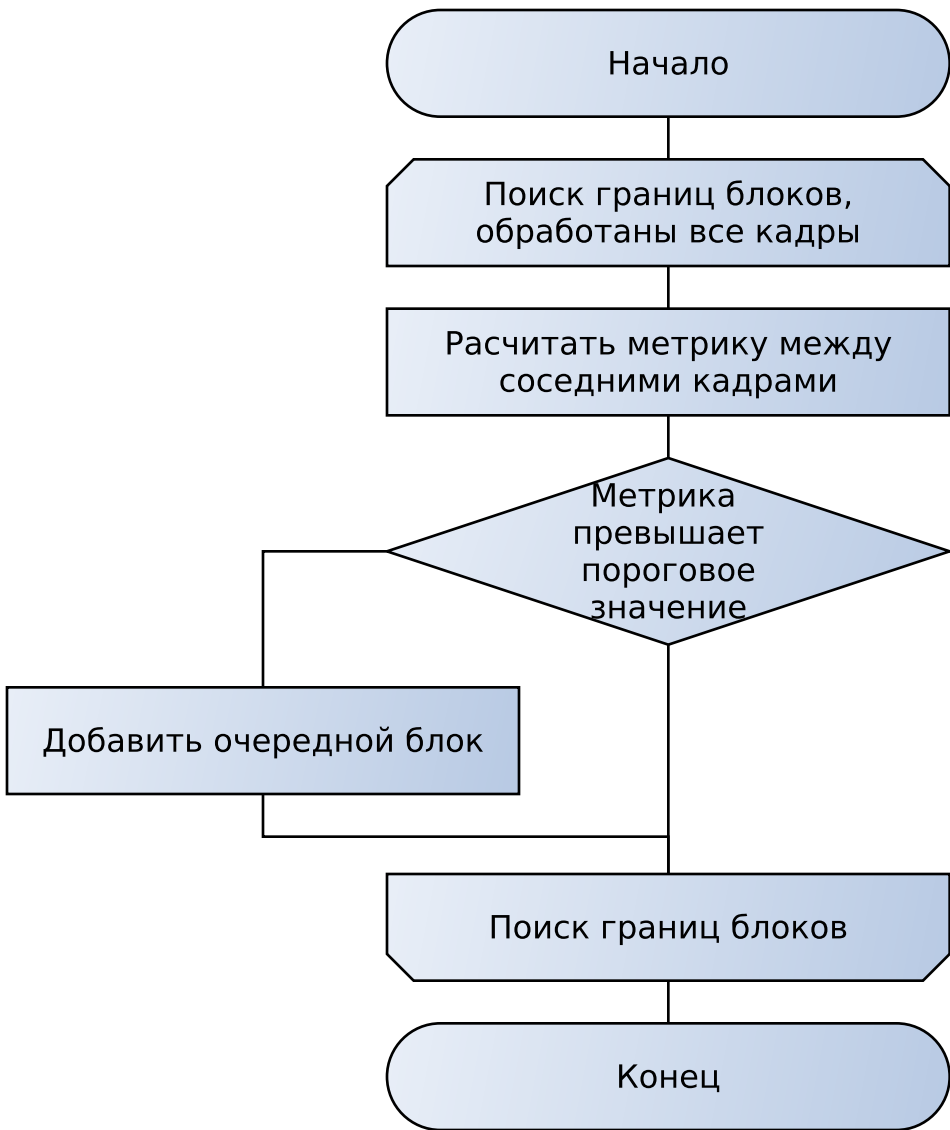 Начало
Поиск границ блоков,
обработаны все кадры
Расчитать метрику между
соседними кадрами
Метрика
превышает
пороговое
значение
Добавить очередной блок
Поиск границ блоков
Конец